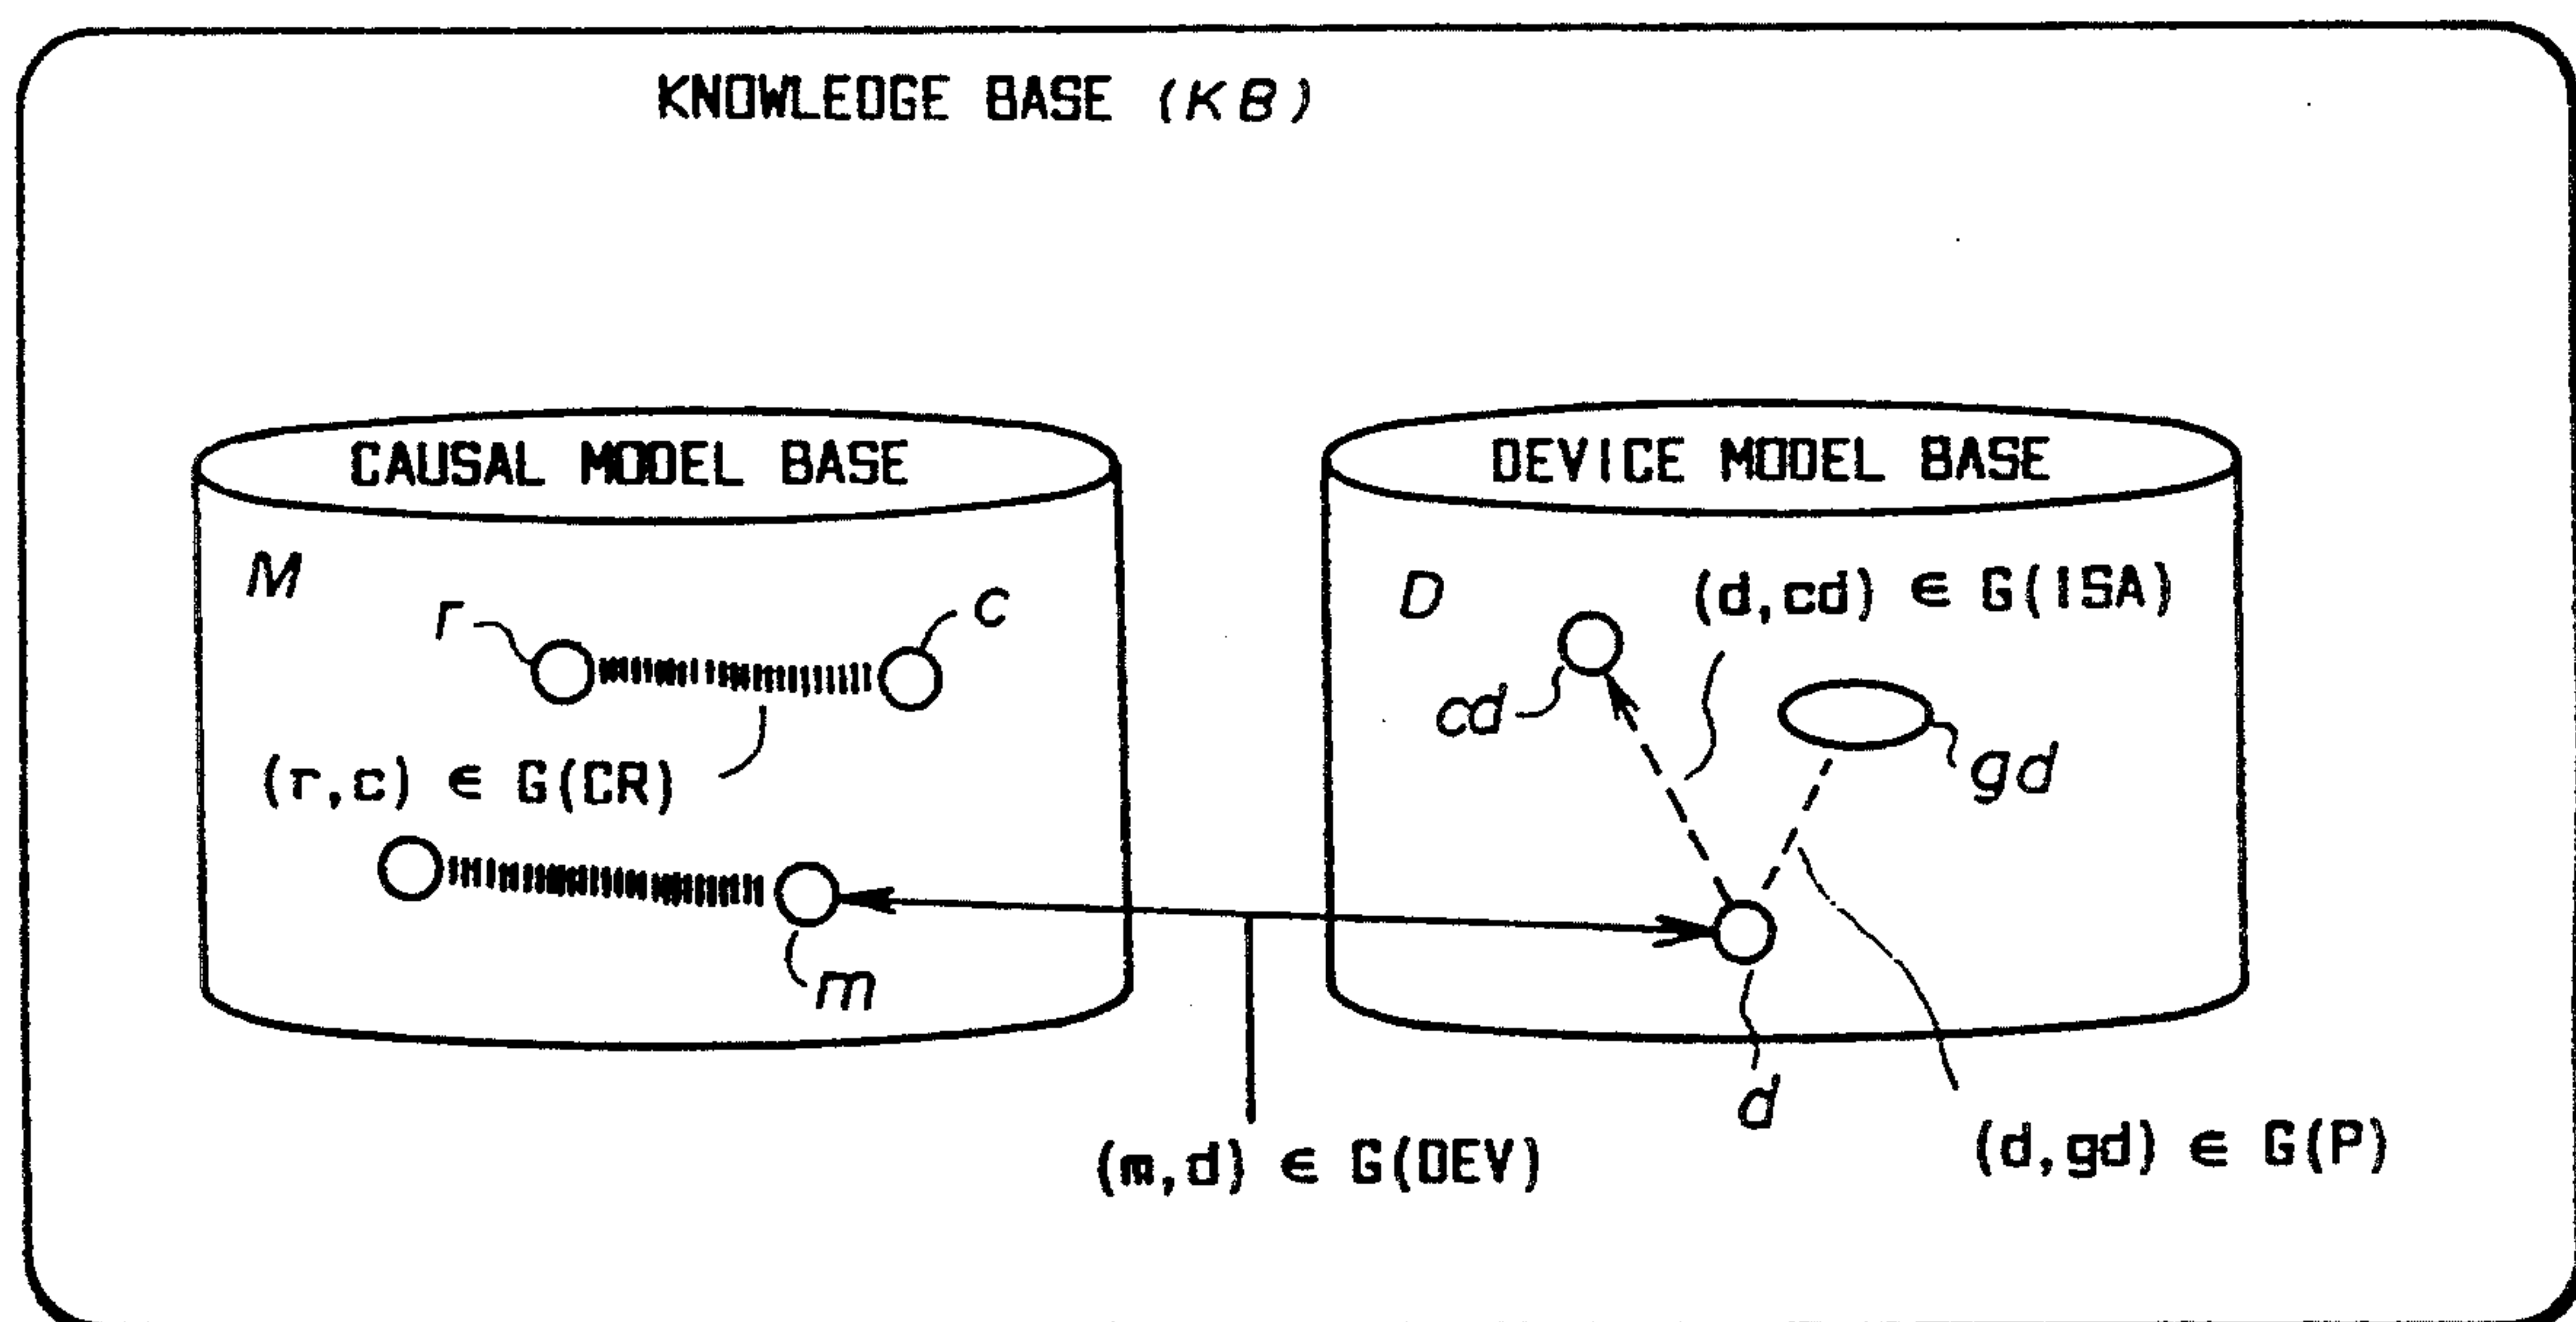 KNOWLEDGE BASE (KB)
CAUSAL MODEL BASE
M
r
c
(r,c) ∈ G(CR)
m
DEVICE MODEL BASE
D
(d,cd) ∈ G(ISA)
cd
gd
d
(m,d) ∈ G(DEV)
(d,gd) ∈ G(P)